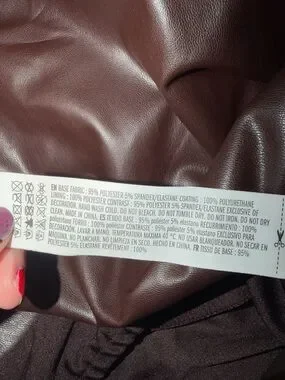 EN BASE FABRIC : 95% POLYESTER 5% SPANDEX/ELASTANE COATING : 100% POLYURETHANE
LINING : 100% POLYESTER CONTRAST : 95% POLYESTER 5% SPANDEX/ELASTANE EXCLUSIVE OF
DECORATION. HAND WASH COLD. DO NOT BLEACH. DO NOT TUMBLE DRY. DO NOT IRON. DO NOT DRY
CLEAN. MADE IN CHINA. ES TEJIDO BASE : 95% poliéster 5% elastano RECUBRIMIENTO : 100%
poliuretano FORRO : 100% poliéster CONTRASTE : 95% poliéster 5% elastano EXCLUSIVO PARA
DECORACIÓN. LAVAR A MANO. TEMPERATURA MAXIMA 40 °C. NO USAR BLANQUEADOR. NO SECAR EN
MAQUINA. NO PLANCHAR. NO LIMPIEZA EN SECO. HECHO EN CHINA. FR TISSU DE BASE : 95%
POLYESTER 5% ELASTHANNE REVÊTEMENT : 100%